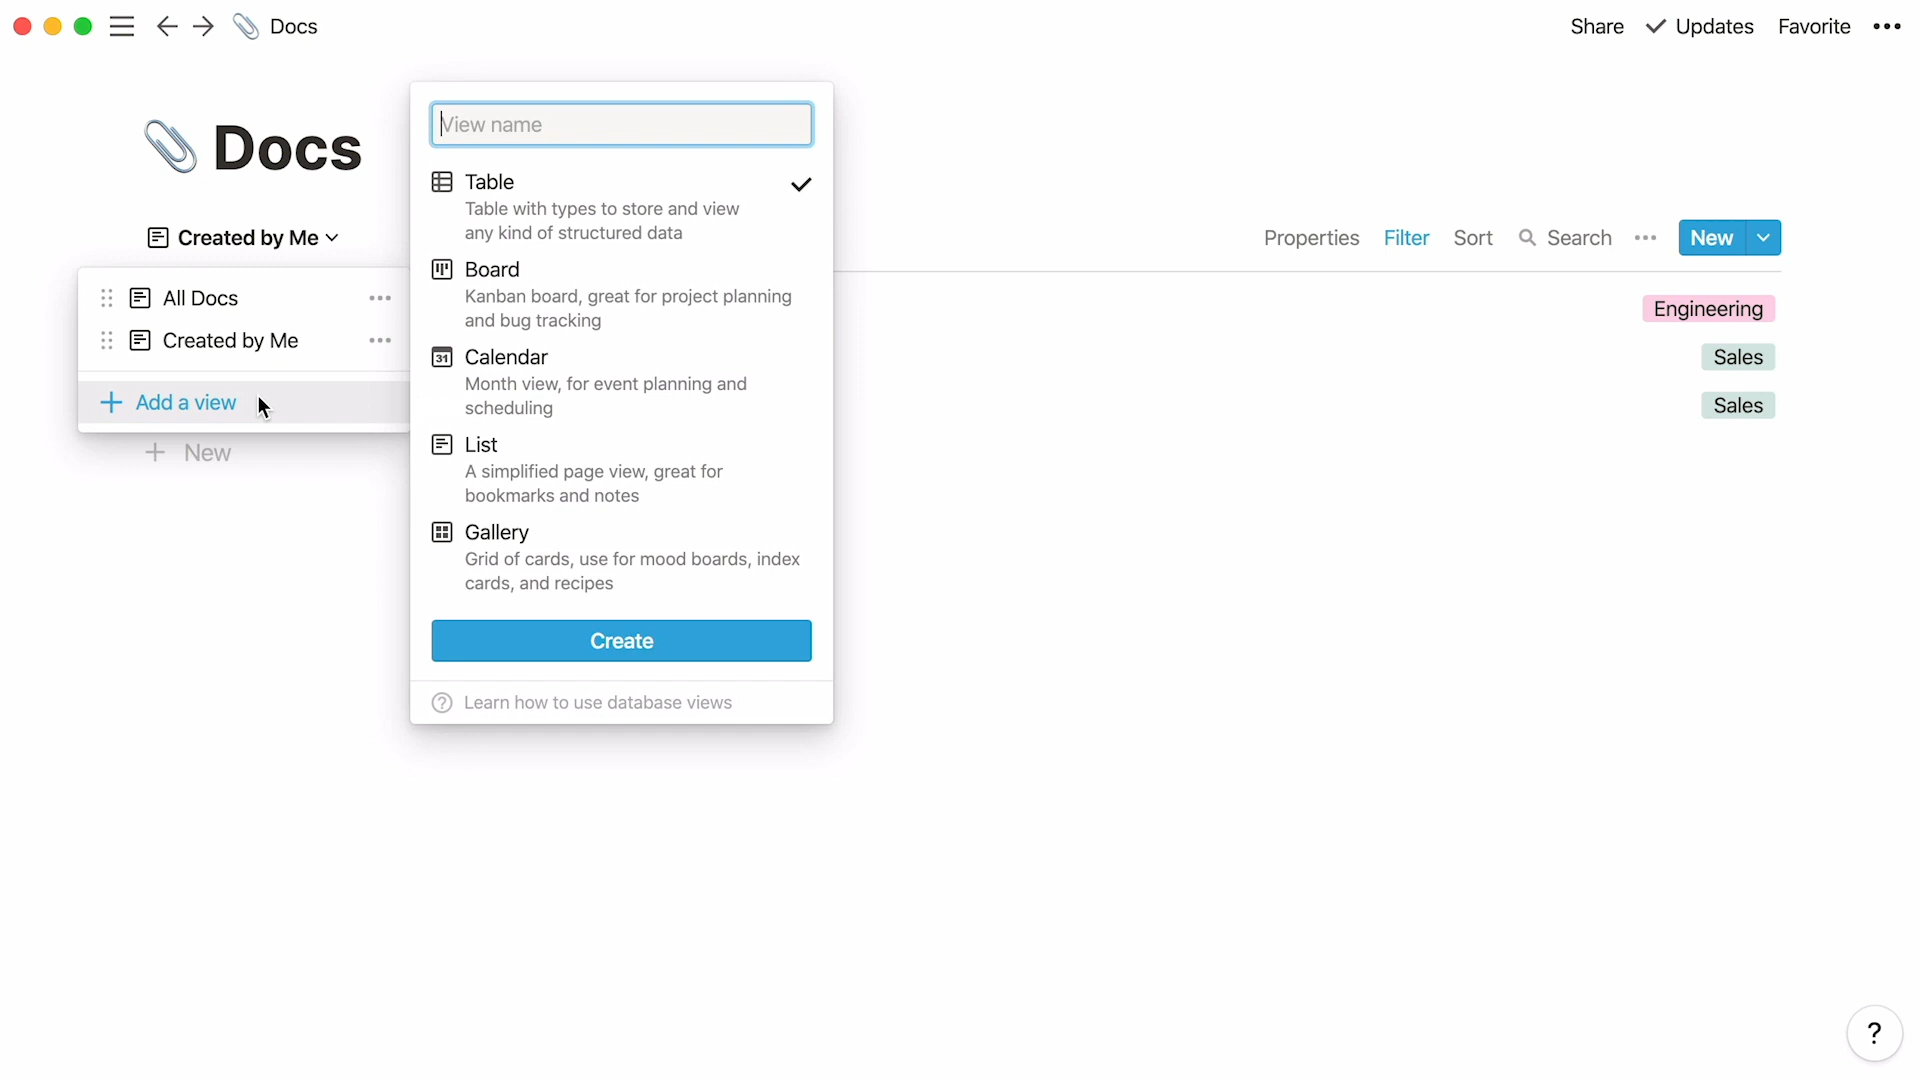 Docs
Share Updates Favorite
Docs
Created by Me
All Docs
Created by Me
Add a view
New
View name
Table
Table with types to store and view
any kind of structured data
Board
Kanban board, great for project planning
and bug tracking
31 Calendar
Month view, for event planning and
scheduling
List
A simplified page view, great for
bookmarks and notes
Gallery
Grid of cards, use for mood boards, index
cards, and recipes
Create
? Learn how to use database views
Properties Filter Sort Search New
Engineering
Sales
Sales
?